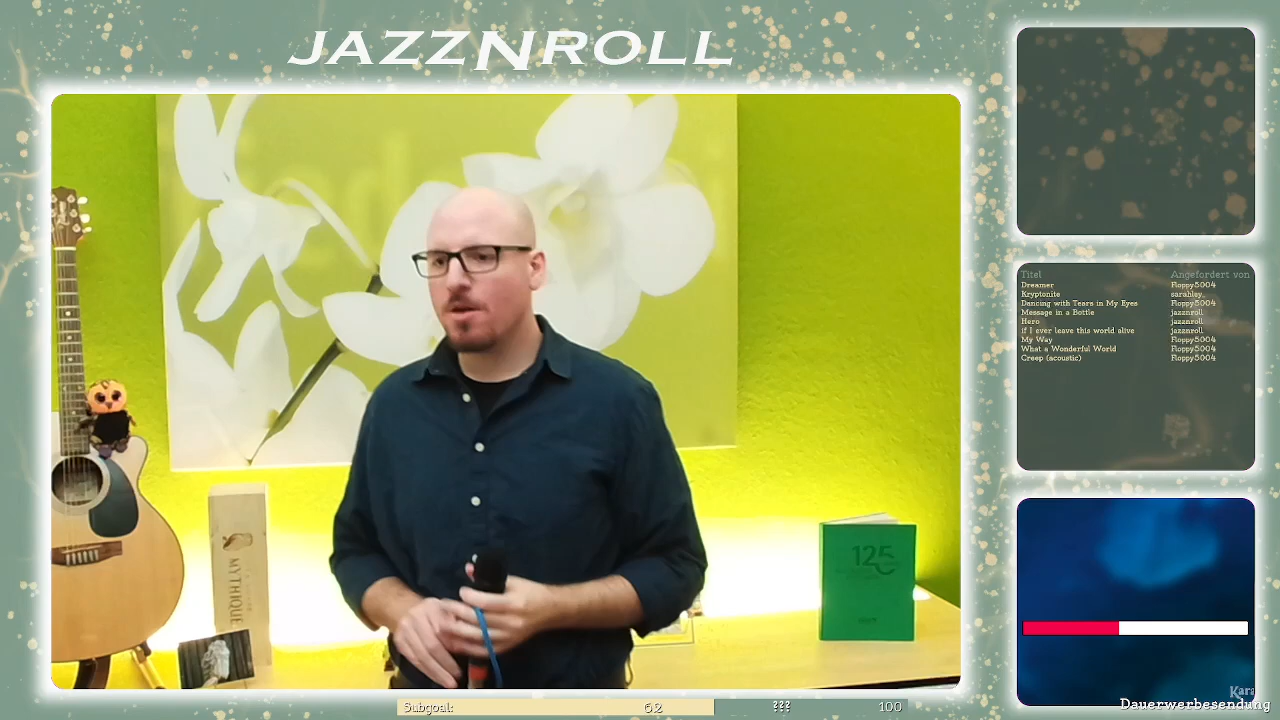 JAZZNROLL
Titel Angefordert von
Dreamer Floppy5004
Kryptonite sarahley_
Dancing with Tears in My Eyes Floppy5004
Message in a Bottle jazznroll
Hero jazznroll
if I ever leave this world alive jazznroll
My Way Floppy5004
What a Wonderful World Floppy5004
Creep (acoustic) Floppy5004
MYTHIQUE
125
Kara
Dauerwerbesendung
Subgoal: 62 ??? 100